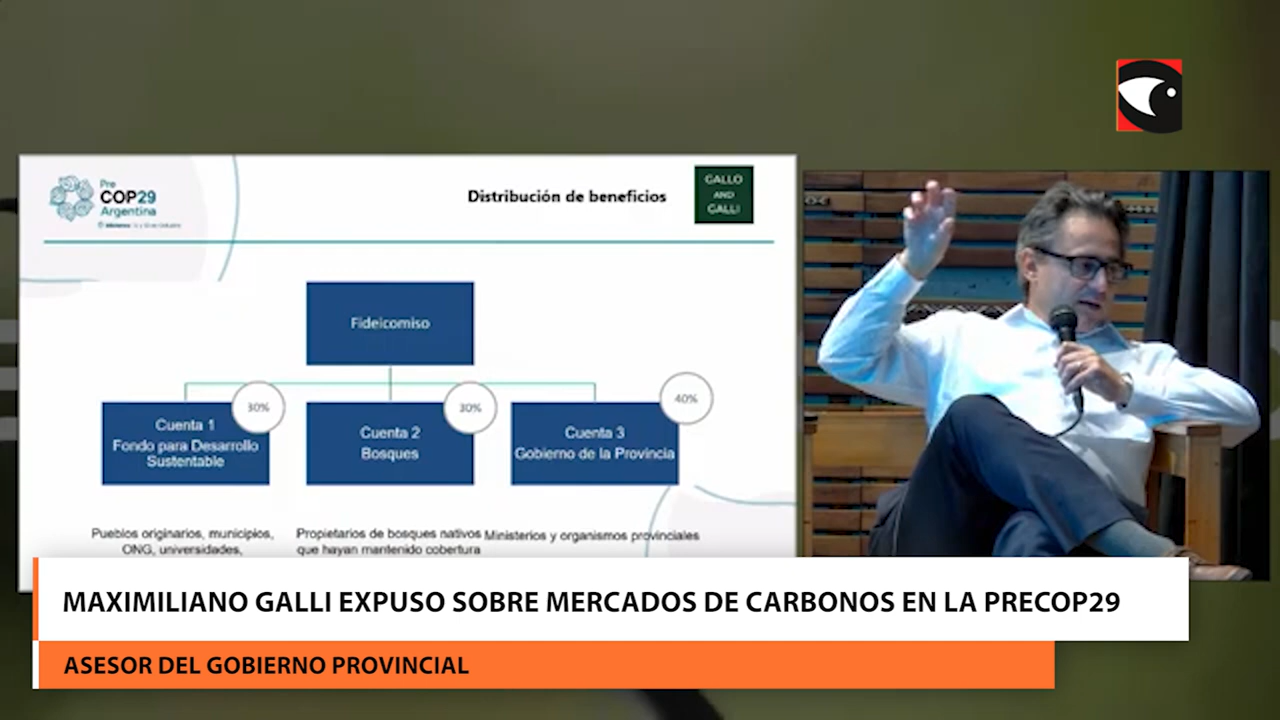 Pre
COP29
Argentina
Distribución de beneficios
GALLO
AND
GALLI
Fideicomiso
30%
30%
40%
Cuenta 1
Fondo para Desarrollo
Sustentable
Cuenta 2
Bosques
Cuenta 3
Gobierno de la Provincia
Pueblos originarios, municipios,
ONG, universidades,
Propietarios de bosques nativos
que hayan mantenido cobertura
Ministerios y organismos provinciales
MAXIMILIANO GALLI EXPUSO SOBRE MERCADOS DE CARBONOS EN LA PRECOP29
ASESOR DEL GOBIERNO PROVINCIAL